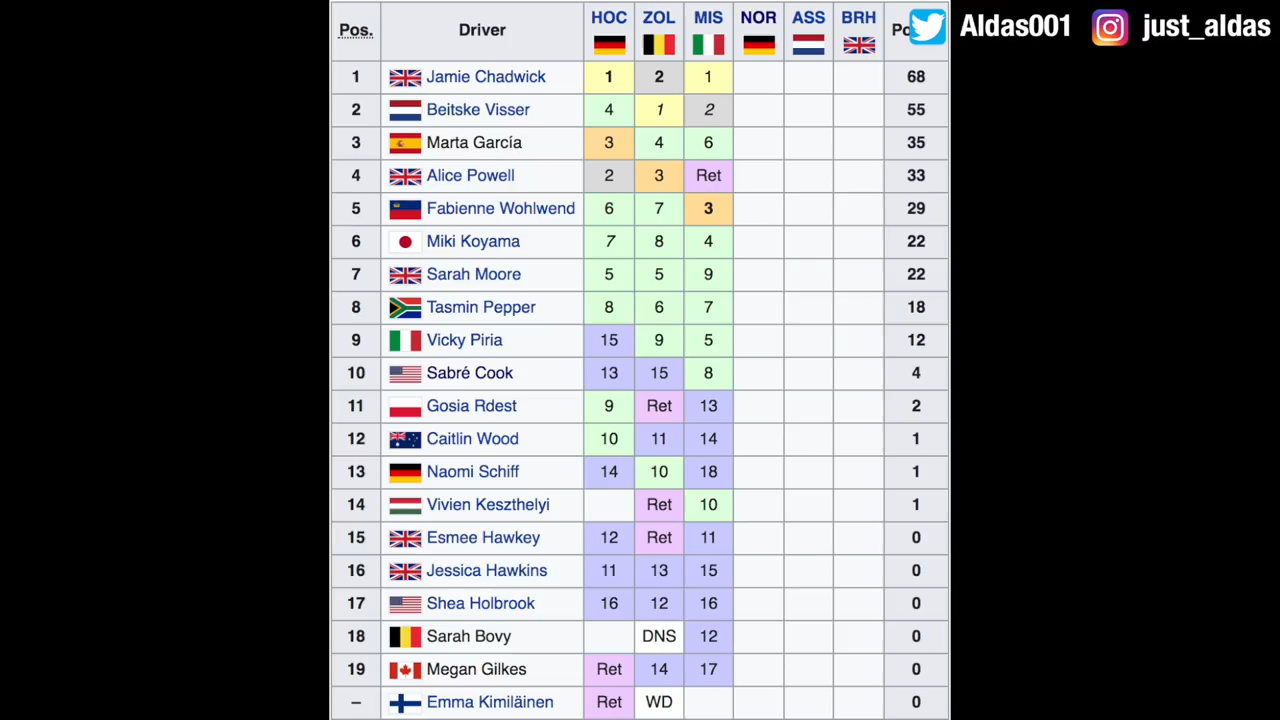 Pos. Driver HOC ZOL MIS NOR ASS BRH Po Aldas001 just_aldas
1 Jamie Chadwick 1 2 1 68
2 Beitske Visser 4 1 2 55
3 Marta García 3 4 6 35
4 Alice Powell 2 3 Ret 33
5 Fabienne Wohlwend 6 7 3 29
6 Miki Koyama 7 8 4 22
7 Sarah Moore 5 5 9 22
8 Tasmin Pepper 8 6 7 18
9 Vicky Piria 15 9 5 12
10 Sabré Cook 13 15 8 4
11 Gosia Rdest 9 Ret 13 2
12 Caitlin Wood 10 11 14 1
13 Naomi Schiff 14 10 18 1
14 Vivien Keszthelyi Ret 10 1
15 Esmee Hawkey 12 Ret 11 0
16 Jessica Hawkins 11 13 15 0
17 Shea Holbrook 16 12 16 0
18 Sarah Bovy DNS 12 0
19 Megan Gilkes Ret 14 17 0
– Emma Kimiläinen Ret WD 0